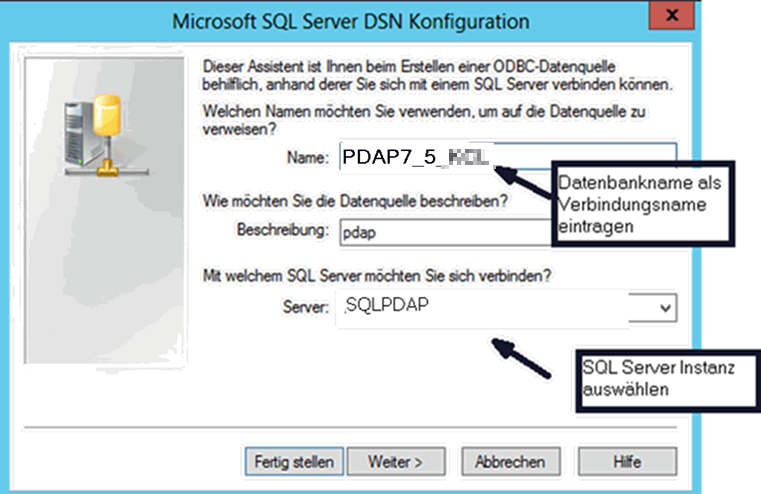 Microsoft SQL Server DSN Konfiguration
x
Dieser Assistent ist Ihnen beim Erstellen einer ODBC-Datenquelle
behilflich, anhand derer Sie sich mit einem SQL Server verbinden können.
Welchen Namen möchten Sie verwenden, um auf die Datenquelle zu
verweisen?
Name: PDAP7_5_
Datenbankname als
Verbindungsname
eintragen
Wie möchten Sie die Datenquelle beschreiben?
Beschreibung: pdap
Mit welchem SQL Server möchten Sie sich verbinden?
Server: .SQLPDAP
SQL Server Instanz
auswählen
Fertig stellen Weiter > Abbrechen Hilfe